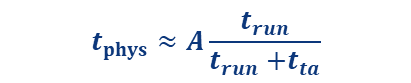 t_phys ≈ A t_run / (t_run + t_ta)